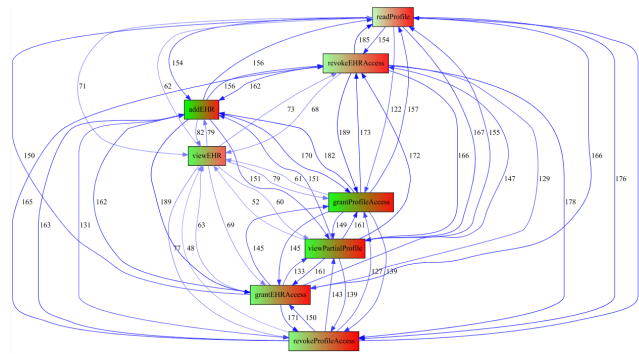 readProfile
185 154
revokeEHRAccess
154 156
71 62
156 162
73 68 122 157
addEHR
82 79
189 173
167 155
viewEHR
172 166
150 166 176
170 182
151 79 61 151
147 129
165 163 131 162 189
52 60
grantProfileAccess
178
63 69
149 161
viewPartialProfile
77 48
145 145
133 161
127 139
grantEHRAccess
143 139
171 150
revokeProfileAccess